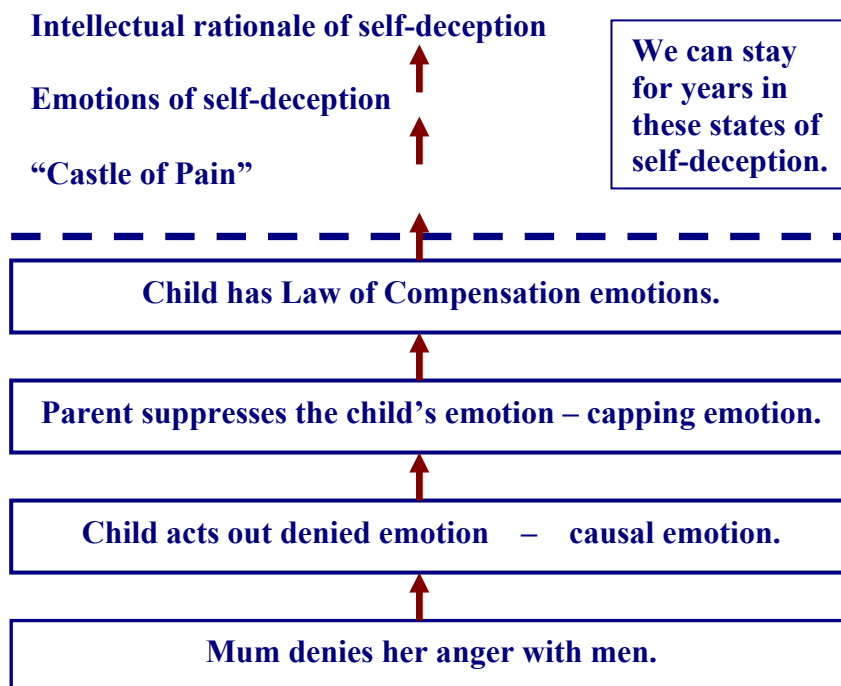 Intellectual rationale of self-deception
Emotions of self-deception
“Castle of Pain”
We can stay
for years in
these states of
self-deception.
Child has Law of Compensation emotions.
Parent suppresses the child’s emotion – capping emotion.
Child acts out denied emotion – causal emotion.
Mum denies her anger with men.